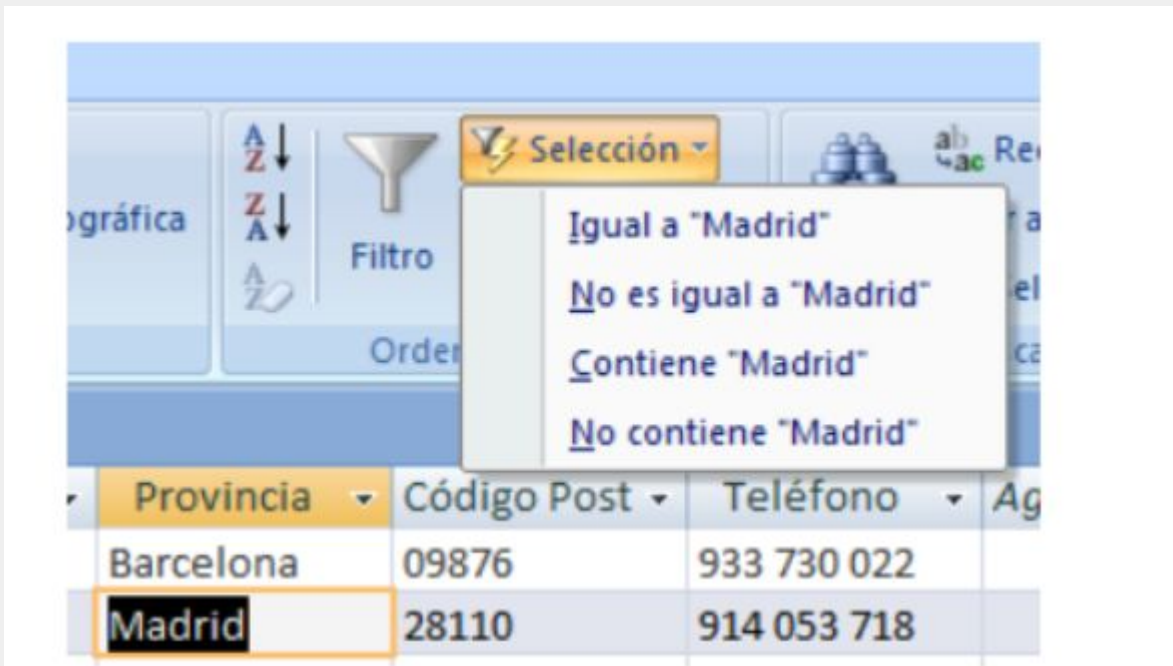 Selección
Filtro
Igual a "Madrid"
No es igual a "Madrid"
Contiene "Madrid"
No contiene "Madrid"
Provincia Código Post Teléfono
Barcelona 09876 933 730 022
Madrid 28110 914 053 718